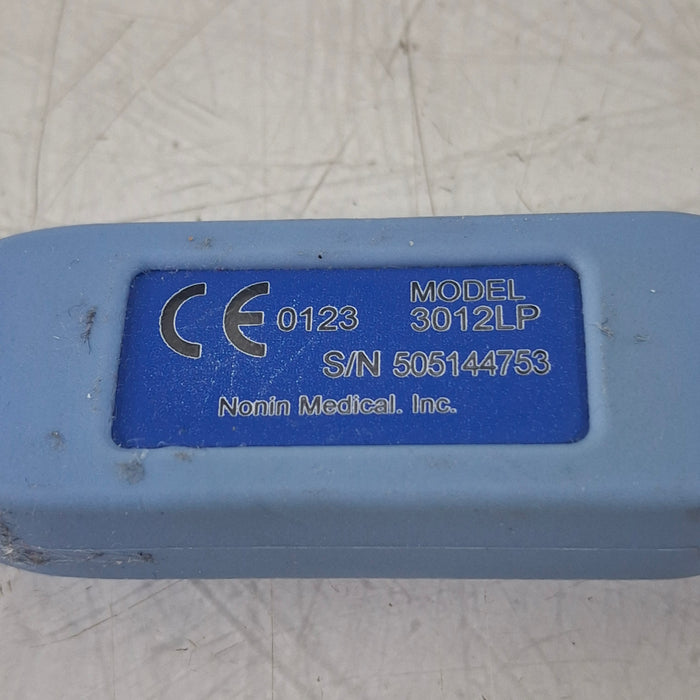 CE 0123 MODEL
3012LP
S/N 505144753
Nonin Medical. Inc.